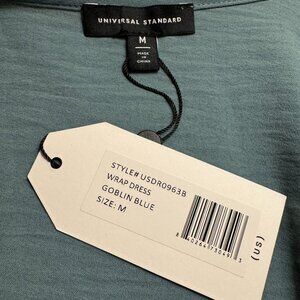 UNIVERSAL STANDARD
M
MADE IN
CHINA
STYLE# USDR0963B
WRAP DRESS
GOBLIN BLUE
SIZE: M
(US)